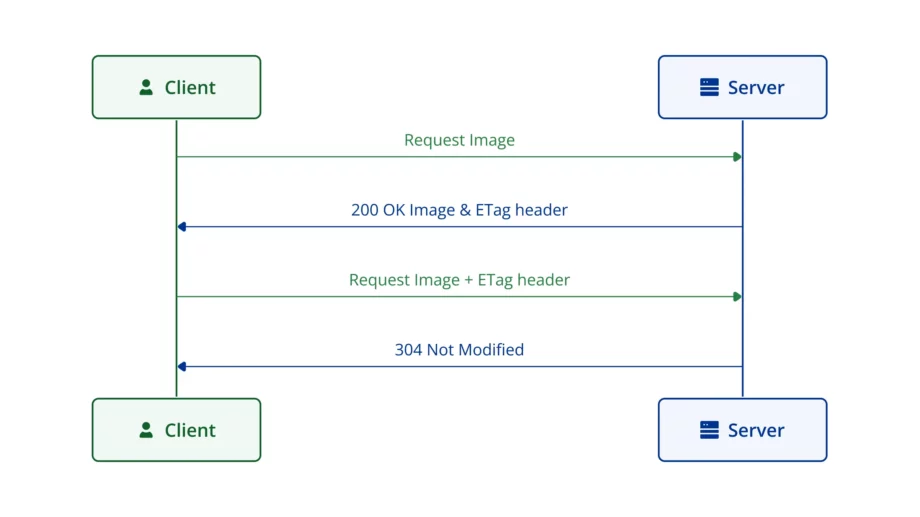 Client
Server
Request Image
200 OK Image & ETag header
Request Image + ETag header
304 Not Modified
Client
Server